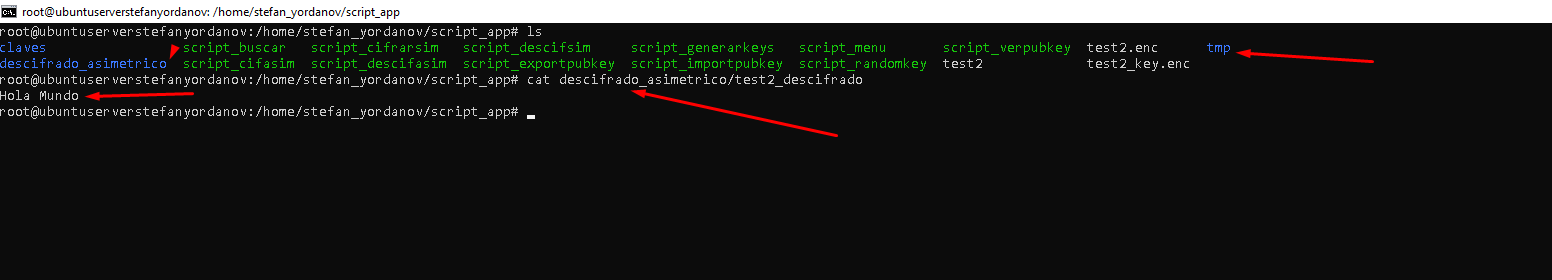 root@ubuntuserverstefanyordanov: /home/stefan_yordanov/script_app
root@ubuntuserverstefanyordanov:/home/stefan_yordanov/script_app# ls
claves script_buscar script_cifrarsim script_descifsim script_generarkeys script_menu script_verpubkey test2.enc tmp
descifrado_asimetrico script_cifasim script_descifasim script_exportpubkey script_importpubkey script_randomkey test2 test2_key.enc
root@ubuntuserverstefanyordanov:/home/stefan_yordanov/script_app# cat descifrado_asimetrico/test2_descifrado
Hola Mundo
root@ubuntuserverstefanyordanov:/home/stefan_yordanov/script_app#